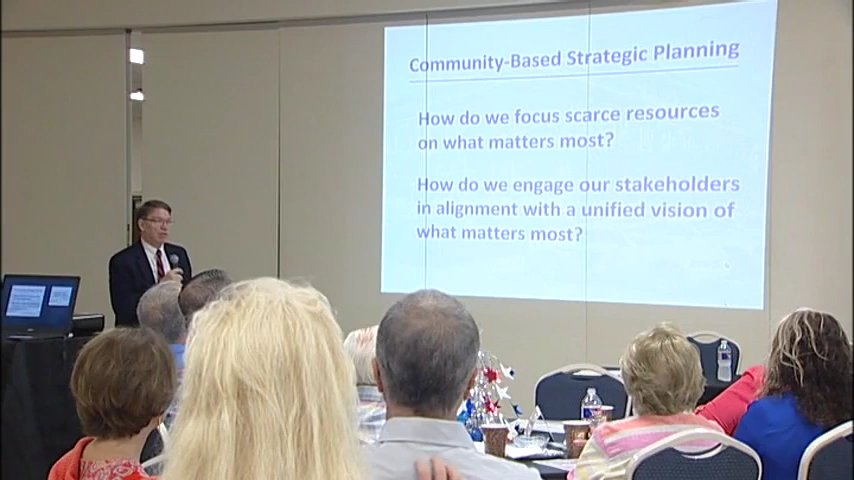 Community-Based Strategic Planning
How do we focus scarce resources
on what matters most?
How do we engage our stakeholders
in alignment with a unified vision of
what matters most?